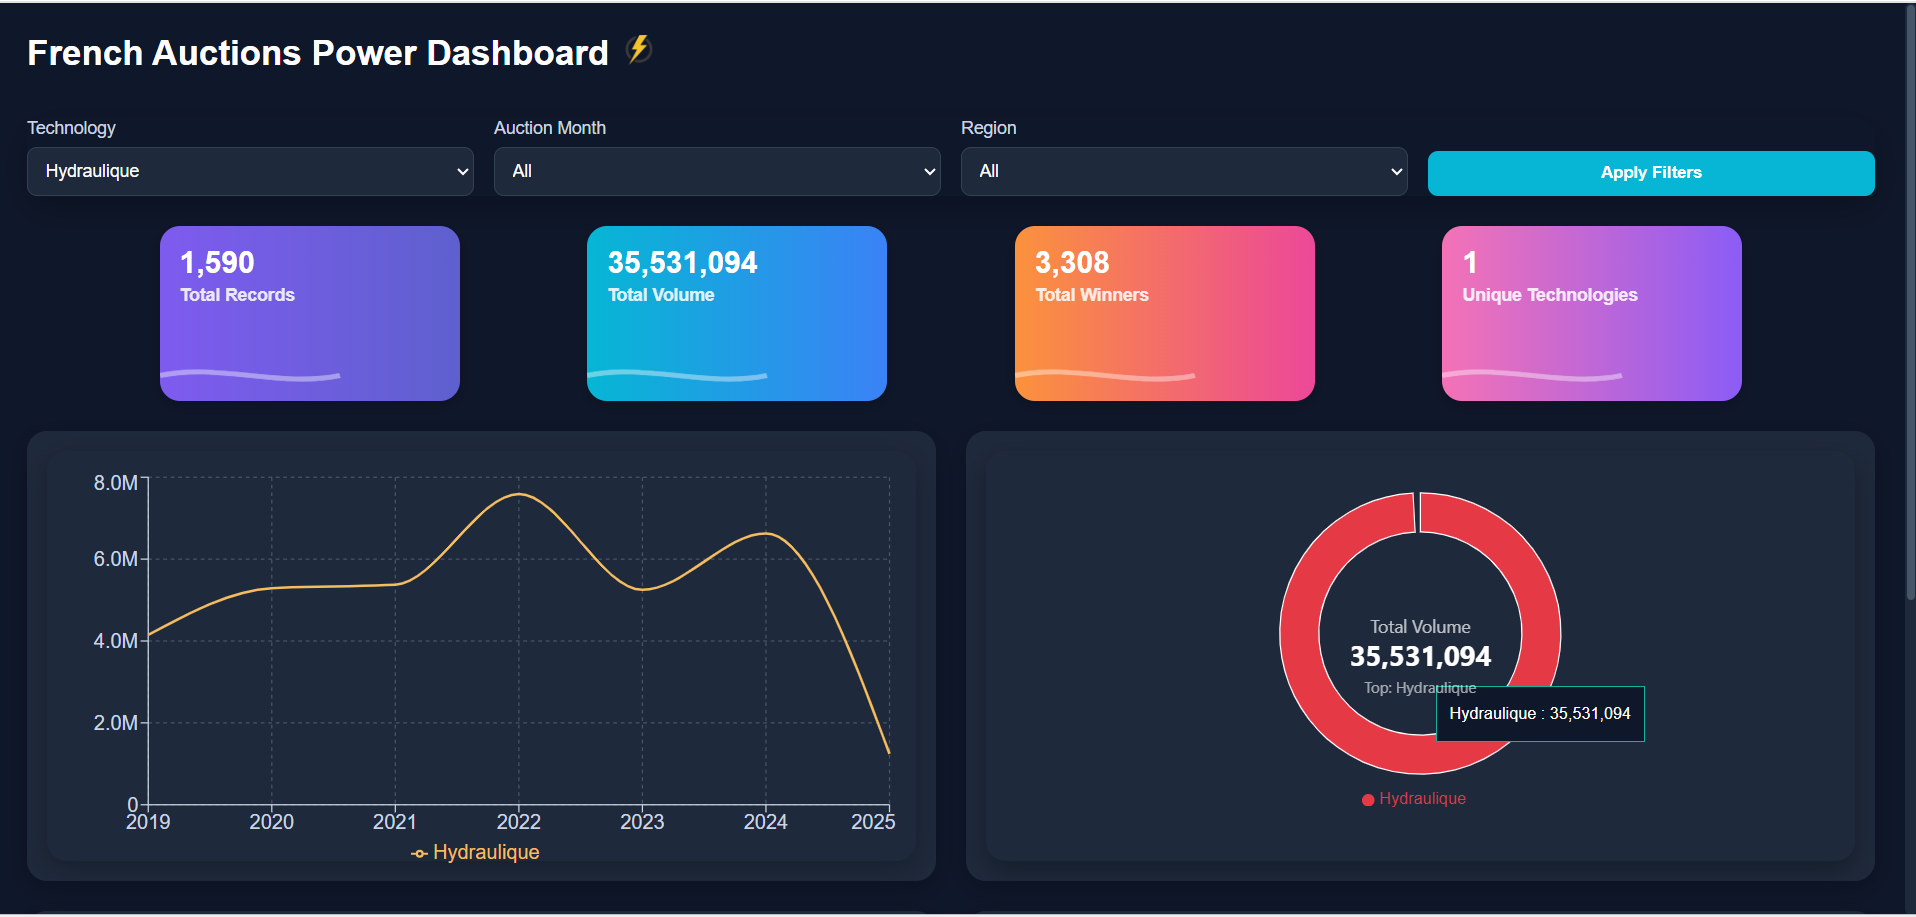 French Auctions Power Dashboard ⚡
Technology
Auction Month
Region
Hydraulique
All
All
Apply Filters
1,590
Total Records
35,531,094
Total Volume
3,308
Total Winners
1
Unique Technologies
8.0M
6.0M
4.0M
2.0M
0
2019 2020 2021 2022 2023 2024 2025
Hydraulique
Total Volume
35,531,094
Top: Hydraulique
Hydraulique : 35,531,094
Hydraulique